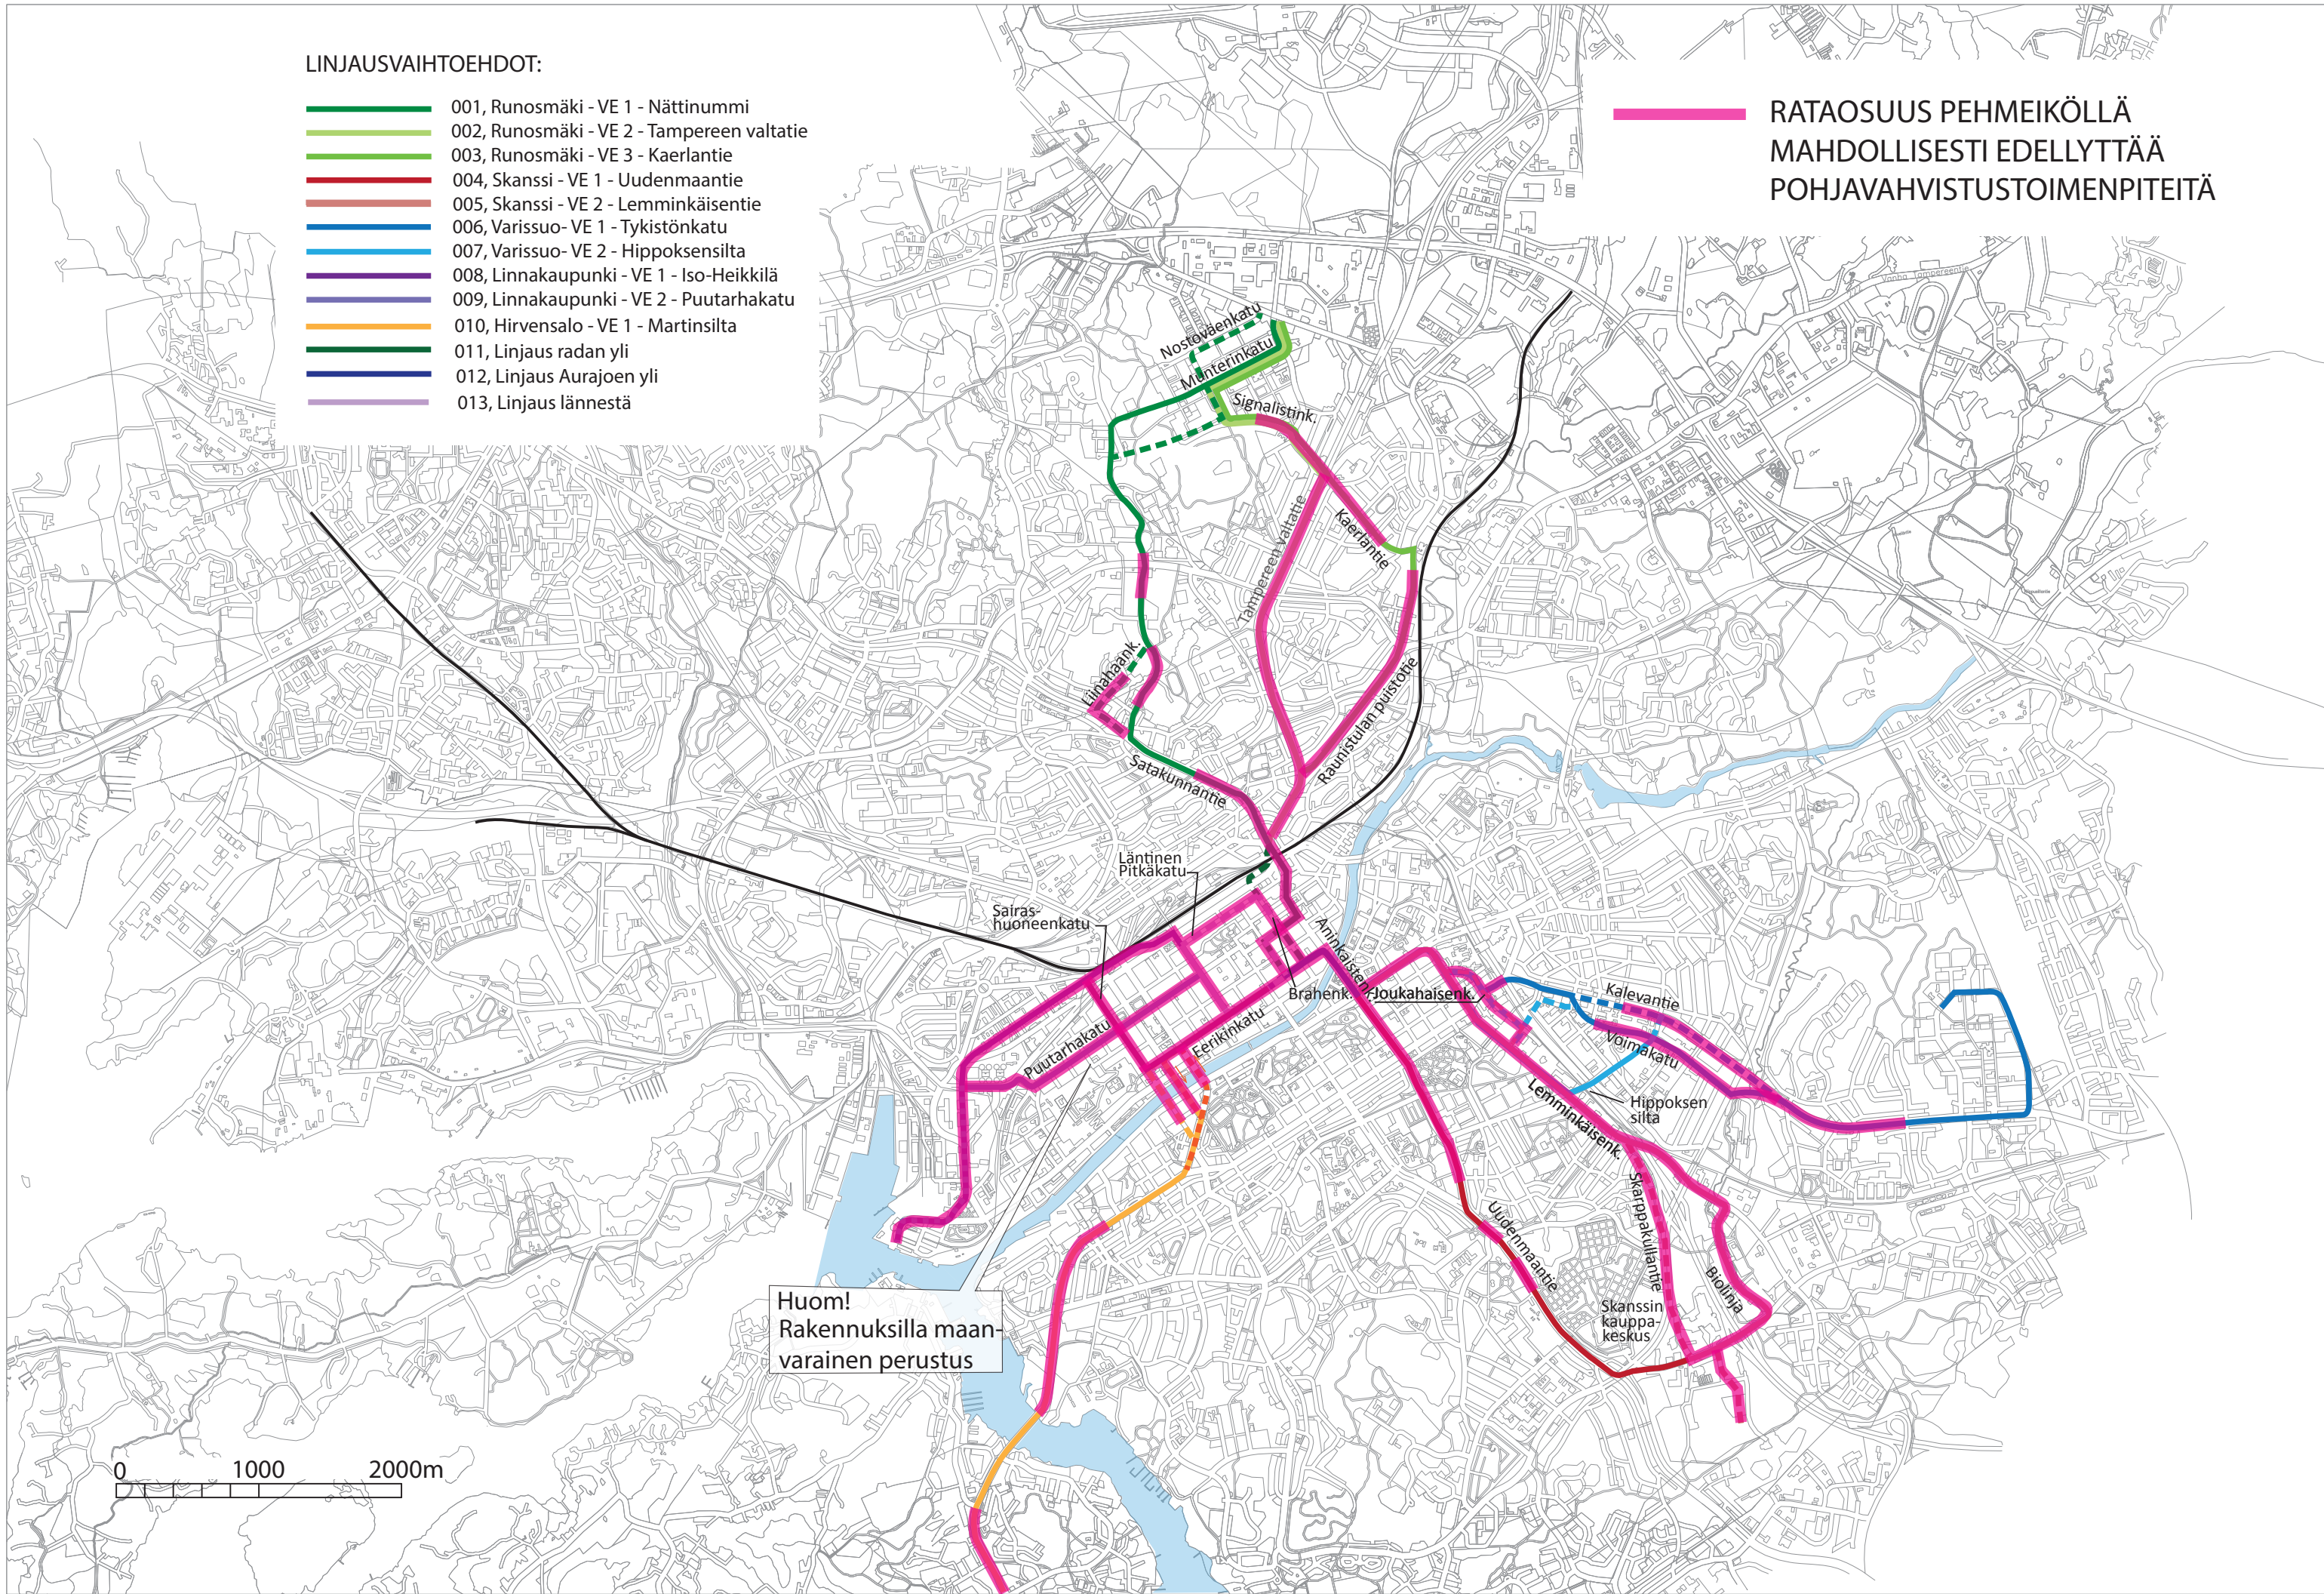 LINJAUSVAIHTOEHDOT:
001, Runosmäki - VE 1 - Nättinummi
002, Runosmäki - VE 2 - Tampereen valtatie
003, Runosmäki - VE 3 - Kaerlantie
004, Skanssi - VE 1 - Uudenmaantie
005, Skanssi - VE 2 - Lemminkäisentie
006, Varissuo- VE 1 - Tykistönkatu
007, Varissuo- VE 2 - Hippoksensilta
008, Linnakaupunki - VE 1 - Iso-Heikkilä
009, Linnakaupunki - VE 2 - Puutarhakatu
010, Hirvensalo - VE 1 - Martinsilta
011, Linjaus radan yli
012, Linjaus Aurajoen yli
013, Linjaus lännestä
RATAOSUUS PEHMEIKÖLLÄ
MAHDOLLISESTI EDELLYTTÄÄ
POHJAVAHVISTUSTOIMENPITEITÄ
Vanha Tampereentie
Nostoväenkatu
Munterinkatu
Signalistink.
Tampereen valtatie
Kaerlantie
Liinahaank.
Raunistulan puistotie
Satakunnantie
Läntinen
Pitkäkatu
Sairas-
huoneenkatu
Aninkaistenk.
Brahenk.
Joukahaisenk.
Kalevantie
Eerikinkatu
Puutarhakatu
Voimakatu
Hippoksen
silta
Lemminkäisenk.
Skarppakullantie
Uudenmaantie
Biolinja
Skanssin
kauppa-
keskus
Huom!
Rakennuksilla maan-
varainen perustus
0 1000 2000m